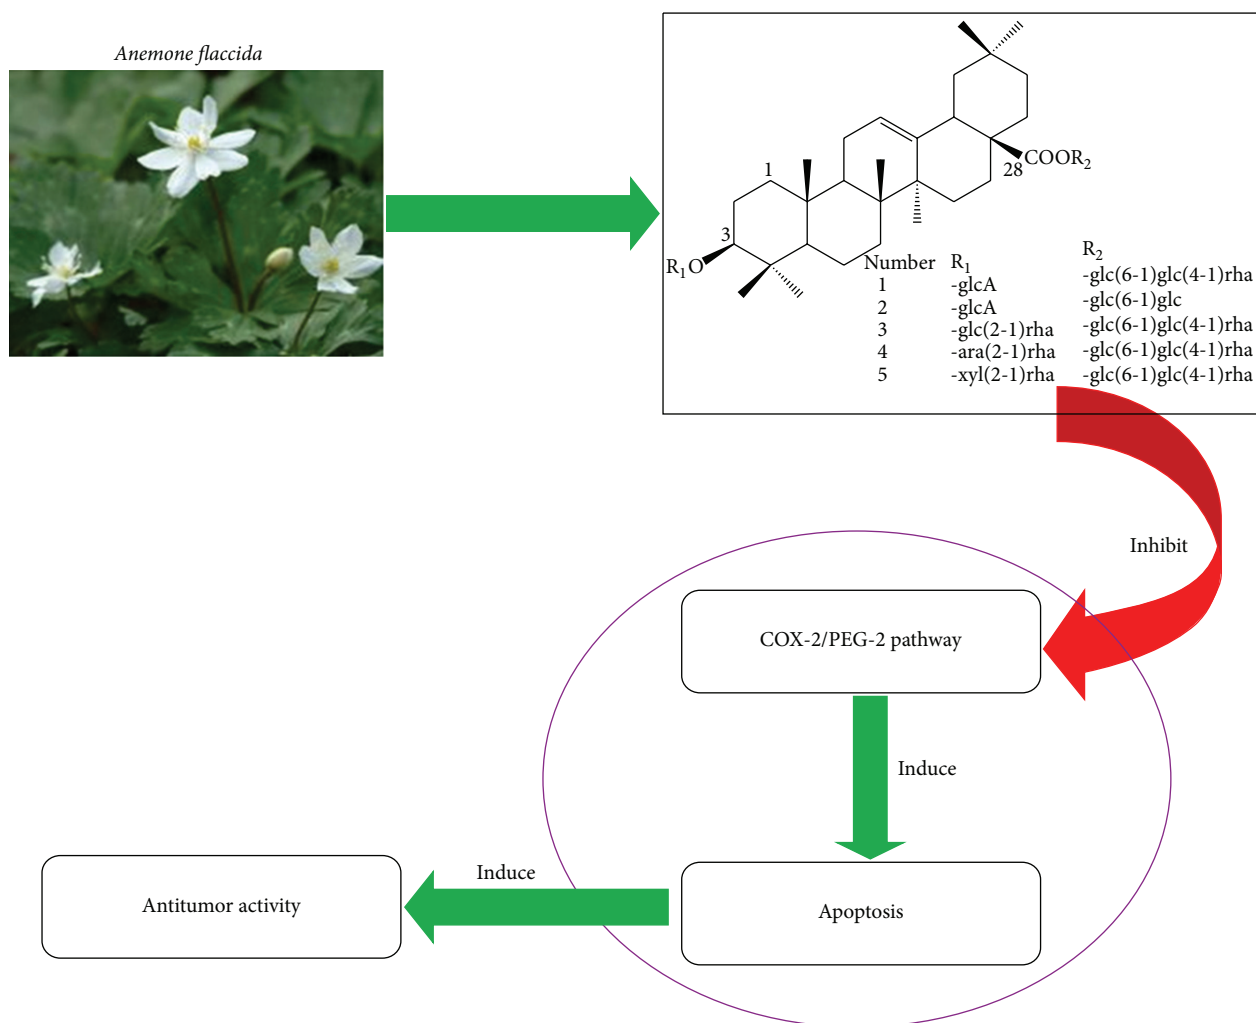 Anemone flaccida
COOR2
28
1
3
R1O
Number R1 R2
1 -glcA -glc(6-1)glc(4-1)rha
2 -glcA -glc(6-1)glc
3 -glc(2-1)rha -glc(6-1)glc(4-1)rha
4 -ara(2-1)rha -glc(6-1)glc(4-1)rha
5 -xyl(2-1)rha -glc(6-1)glc(4-1)rha
Inhibit
COX-2/PEG-2 pathway
Induce
Induce
Antitumor activity
Apoptosis